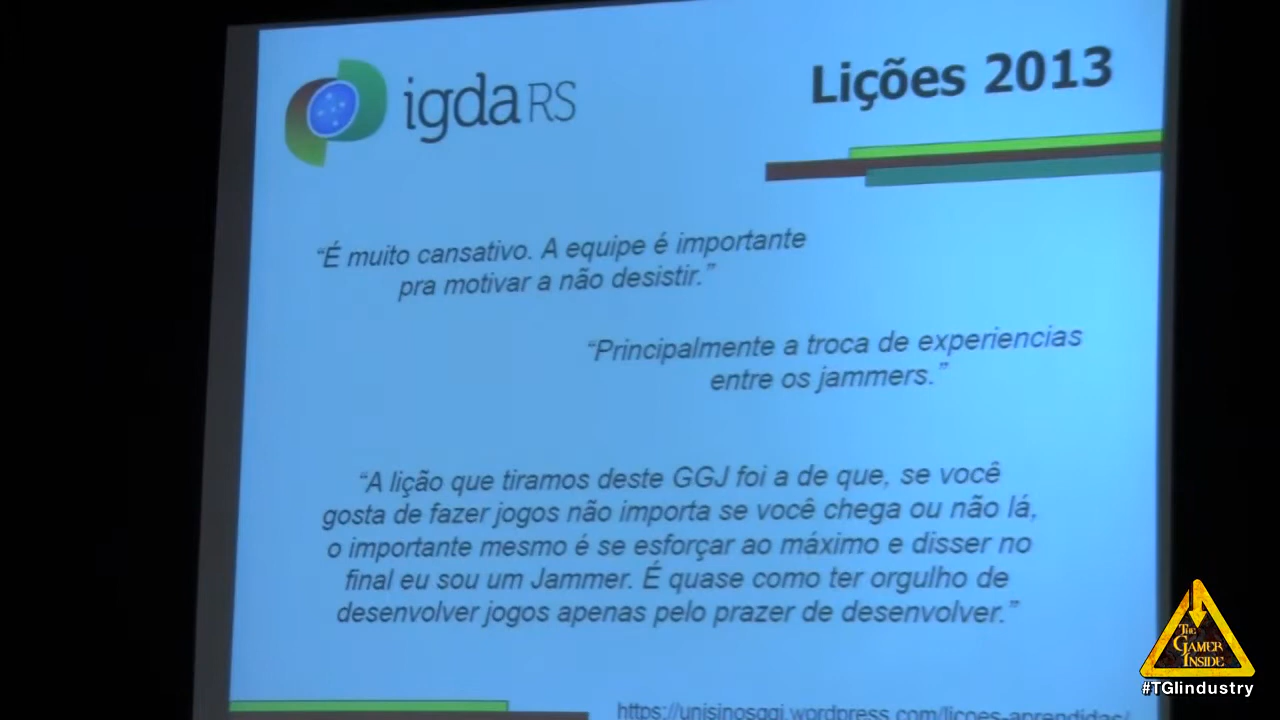 igdaRS
Lições 2013
“É muito cansativo. A equipe é importante
pra motivar a não desistir.”
“Principalmente a troca de experiencias
entre os jammers.”
“A lição que tiramos deste GGJ foi a de que, se você
gosta de fazer jogos não importa se você chega ou não lá,
o importante mesmo é se esforçar ao máximo e disser no
final eu sou um Jammer. É quase como ter orgulho de
desenvolver jogos apenas pelo prazer de desenvolver.”
https://unisinosggj.wordpress.com/licoes-aprendidas/
THE
GAMER
INSIDE
#TGIindustry